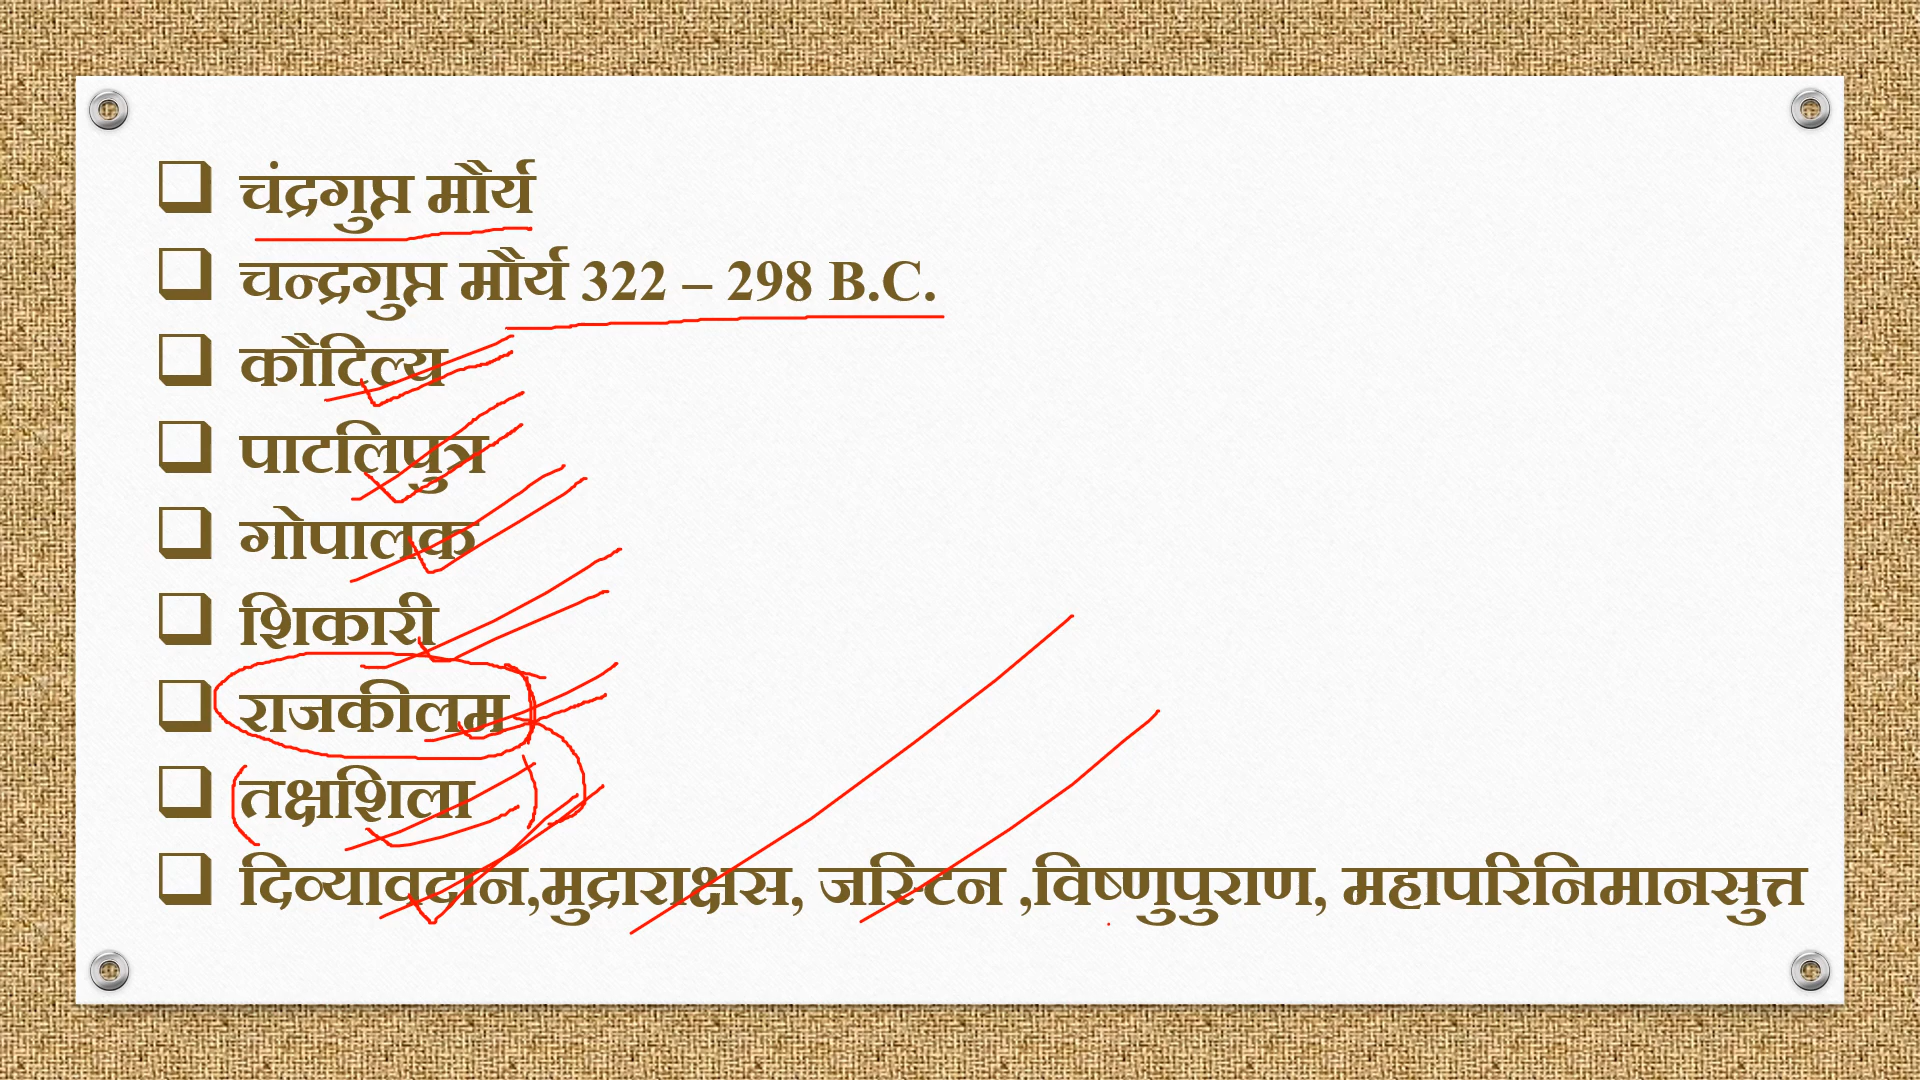 चंद्रगुप्त मौर्य
चन्द्रगुप्त मौर्य 322 – 298 B.C.
कौटिल्य
पाटलिपुत्र
गोपालक
शिकारी
राजकीलम
तक्षशिला
दिव्यावदान,मुद्राराक्षस, जस्टिन ,विष्णुपुराण, महापरिनिमानसुत्त